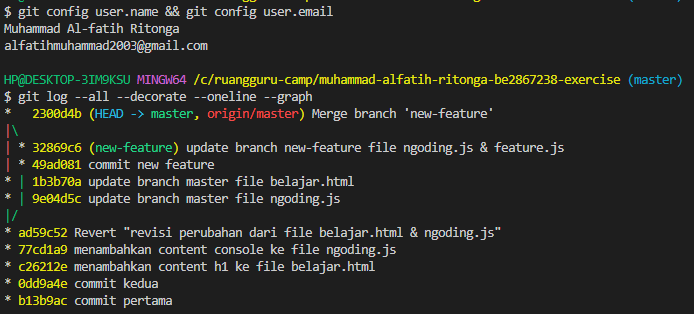 $ git config user.name && git config user.email
Muhammad Al-fatih Ritonga
alfatihmuhammad2003@gmail.com
HP@DESKTOP-3IM9KSU MINGW64 /c/ruangguru-camp/muhammad-alfatih-ritonga-be2867238-exercise (master)
$ git log --all --decorate --oneline --graph
*   2300d4b (HEAD -> master, origin/master) Merge branch 'new-feature'
|\
| * 32869c6 (new-feature) update branch new-feature file ngoding.js & feature.js
| * 49ad081 commit new feature
* | 1b3b70a update branch master file belajar.html
* | 9e04d5c update branch master file ngoding.js
|/
* ad59c52 Revert "revisi perubahan dari file belajar.html & ngoding.js"
* 77cd1a9 menambahkan content console ke file ngoding.js
* c26212e menambahkan content h1 ke file belajar.html
* 0dd9a4e commit kedua
* b13b9ac commit pertama